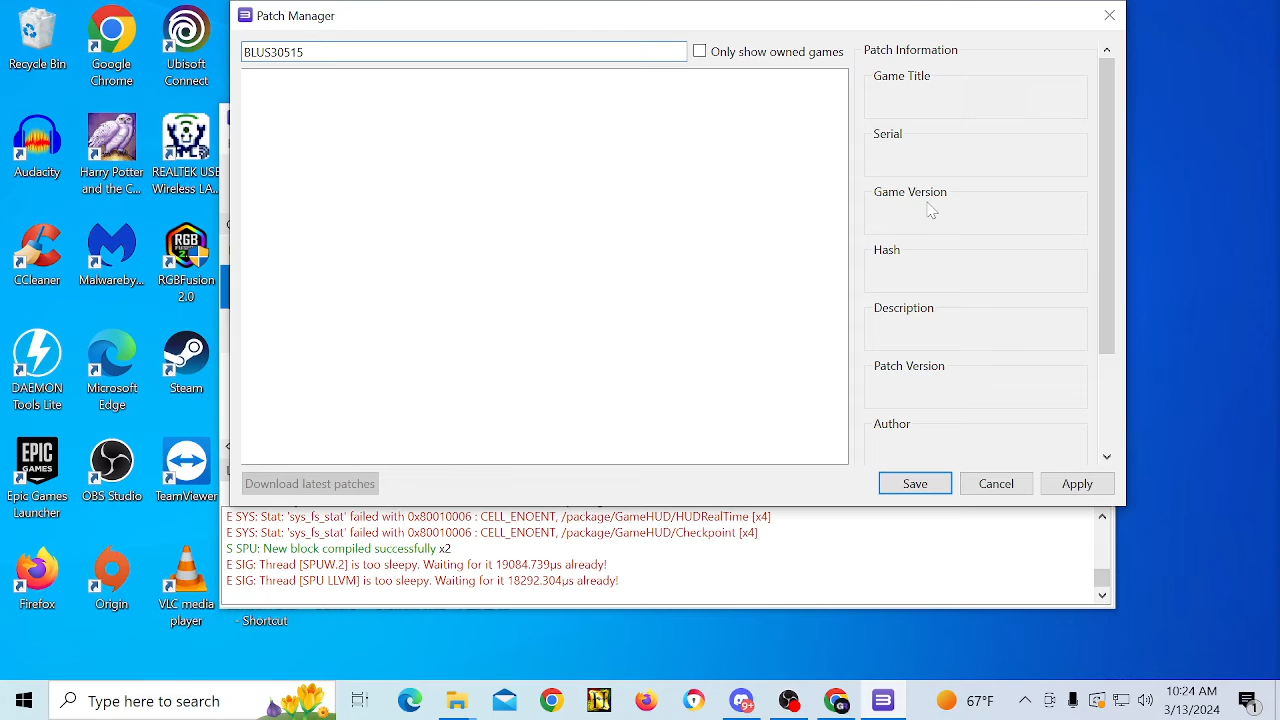 Patch Manager
BLUS30515
Only show owned games
Patch Information
Game Title
Serial
Game Version
Hash
Description
Patch Version
Author
Download latest patches
Save
Cancel
Apply
E SYS: Stat: 'sys_fs_stat' failed with 0x80010006 : CELL_ENOENT, /package/GameHUD/HUDRealTime [x4]
E SYS: Stat: 'sys_fs_stat' failed with 0x80010006 : CELL_ENOENT, /package/GameHUD/Checkpoint [x4]
S SPU: New block compiled successfully x2
E SIG: Thread [SPUW.2] is too sleepy. Waiting for it 19084.739µs already!
E SIG: Thread [SPU LLVM] is too sleepy. Waiting for it 18292.304µs already!
Recycle Bin
Google
Chrome
Ubisoft
Connect
Audacity
Harry Potter
and the C...
REALTEK USB
Wireless LA...
CCleaner
Malwareby...
RGBFusion
2.0
DAEMON
Tools Lite
Microsoft
Edge
Steam
EPIC
GAMES
Epic Games
Launcher
OBS Studio
TeamViewer
Firefox
Origin
VLC media
player
- Shortcut
Type here to search
67°F
10:24 AM
3/13/2024
1